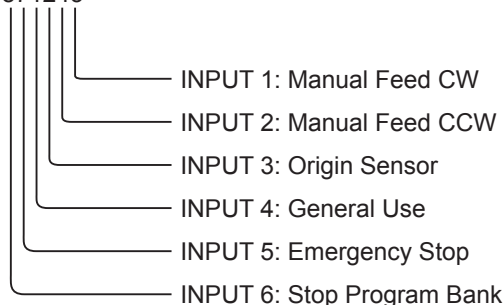 INPUT 1: Manual Feed CW
INPUT 2: Manual Feed CCW
INPUT 3: Origin Sensor
INPUT 4: General Use
INPUT 5: Emergency Stop
INPUT 6: Stop Program Bank